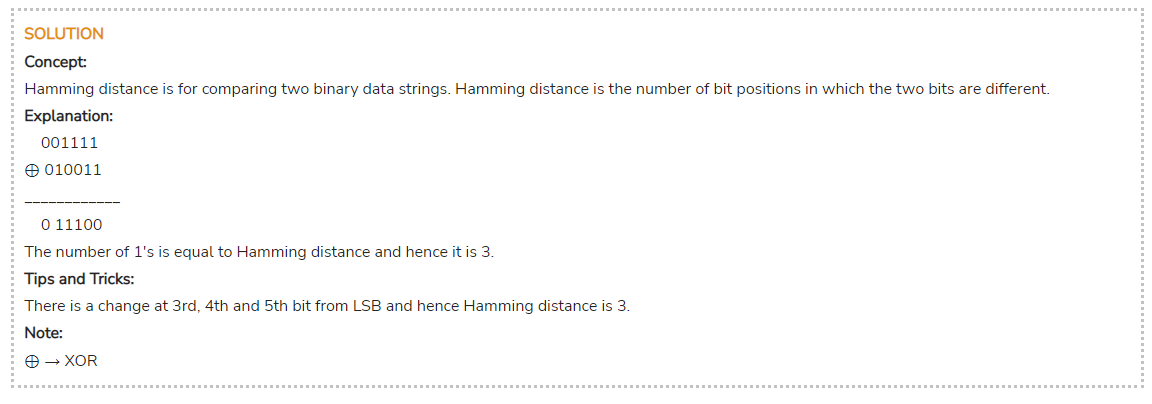 SOLUTION
Concept:
Hamming distance is for comparing two binary data strings. Hamming distance is the number of bit positions in which the two bits are different.
Explanation:
001111
⊕ 010011
____________
0 11100
The number of 1's is equal to Hamming distance and hence it is 3.
Tips and Tricks:
There is a change at 3rd, 4th and 5th bit from LSB and hence Hamming distance is 3.
Note:
⊕ → XOR